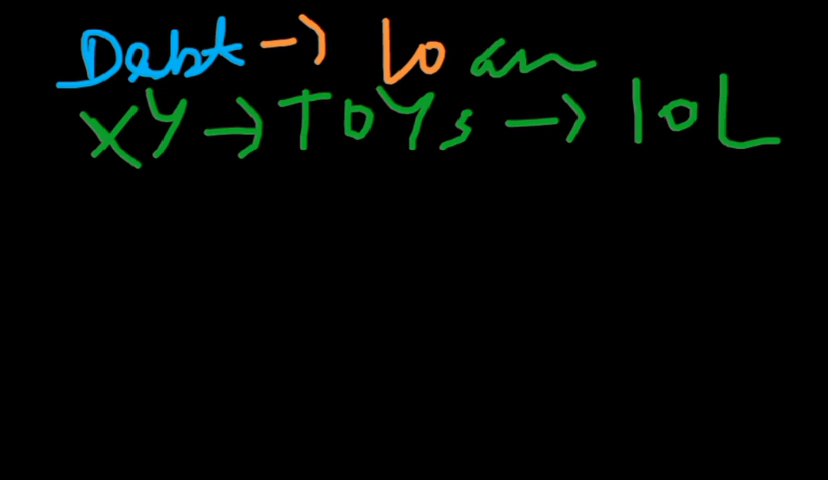 Debt → Loan
XY → TOYs → 10L